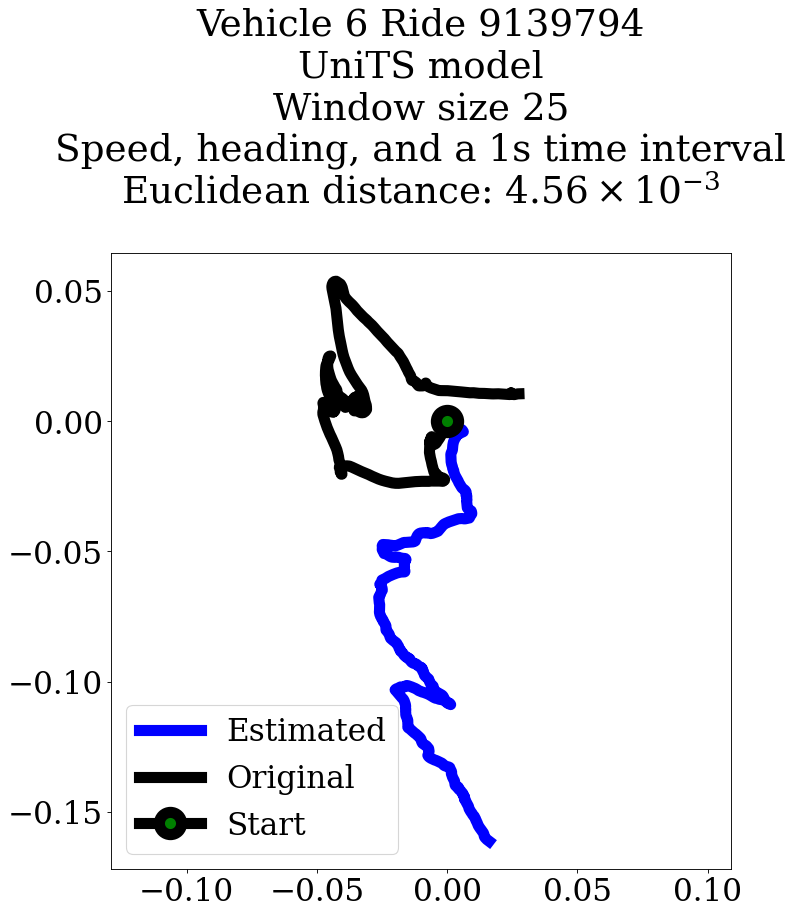 Vehicle 6 Ride 9139794
UniTS model
Window size 25
Speed, heading, and a 1s time interval
Euclidean distance: 4.56 × 10⁻³
0.05
0.00
−0.05
−0.10
−0.15
Estimated
Original
Start
−0.10 −0.05 0.00 0.05 0.10